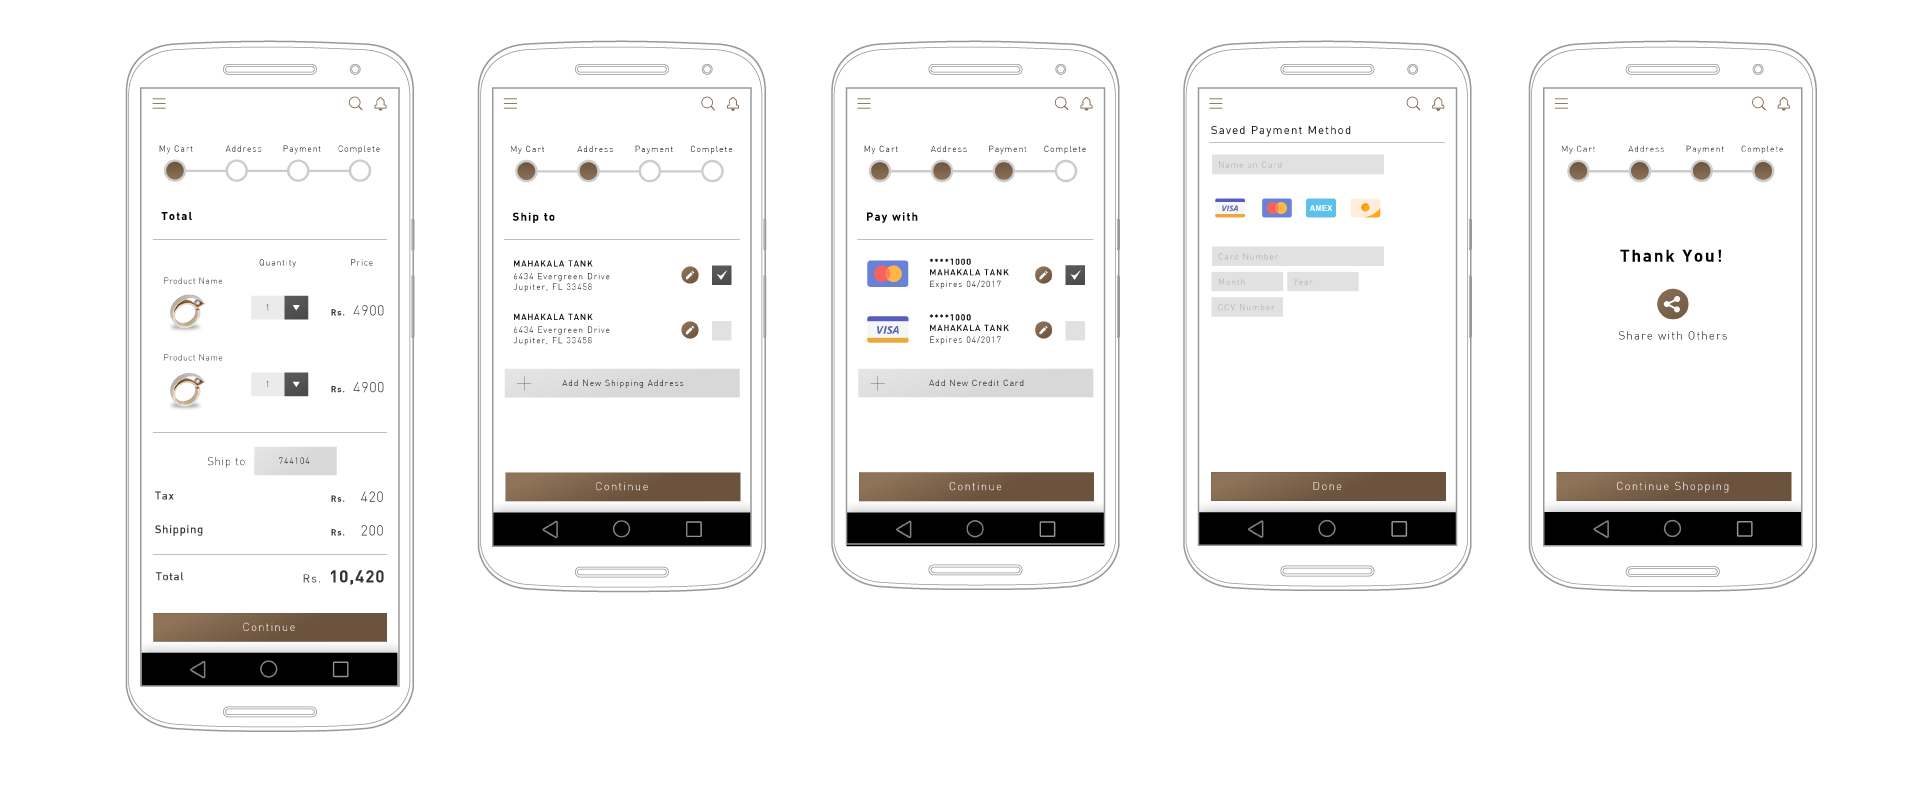 My Cart Address Payment Complete
Total
Quantity Price
Product Name
1 Rs. 4900
Product Name
1 Rs. 4900
Ship to 744104
Tax Rs. 420
Shipping Rs. 200
Total Rs. 10,420
Continue
My Cart Address Payment Complete
Ship to
MAHAKALA TANK
6434 Evergreen Drive
Jupiter, FL 33458
MAHAKALA TANK
6434 Evergreen Drive
Jupiter, FL 33458
Add New Shipping Address
Continue
My Cart Address Payment Complete
Pay with
••••1000
MAHAKALA TANK
Expires 04/2017
VISA
••••1000
MAHAKALA TANK
Expires 04/2017
Add New Credit Card
Continue
Saved Payment Method
Name on Card
VISA AMEX
Card Number
Month Year
CCV Number
Done
My Cart Address Payment Complete
Thank You!
Share with Others
Continue Shopping